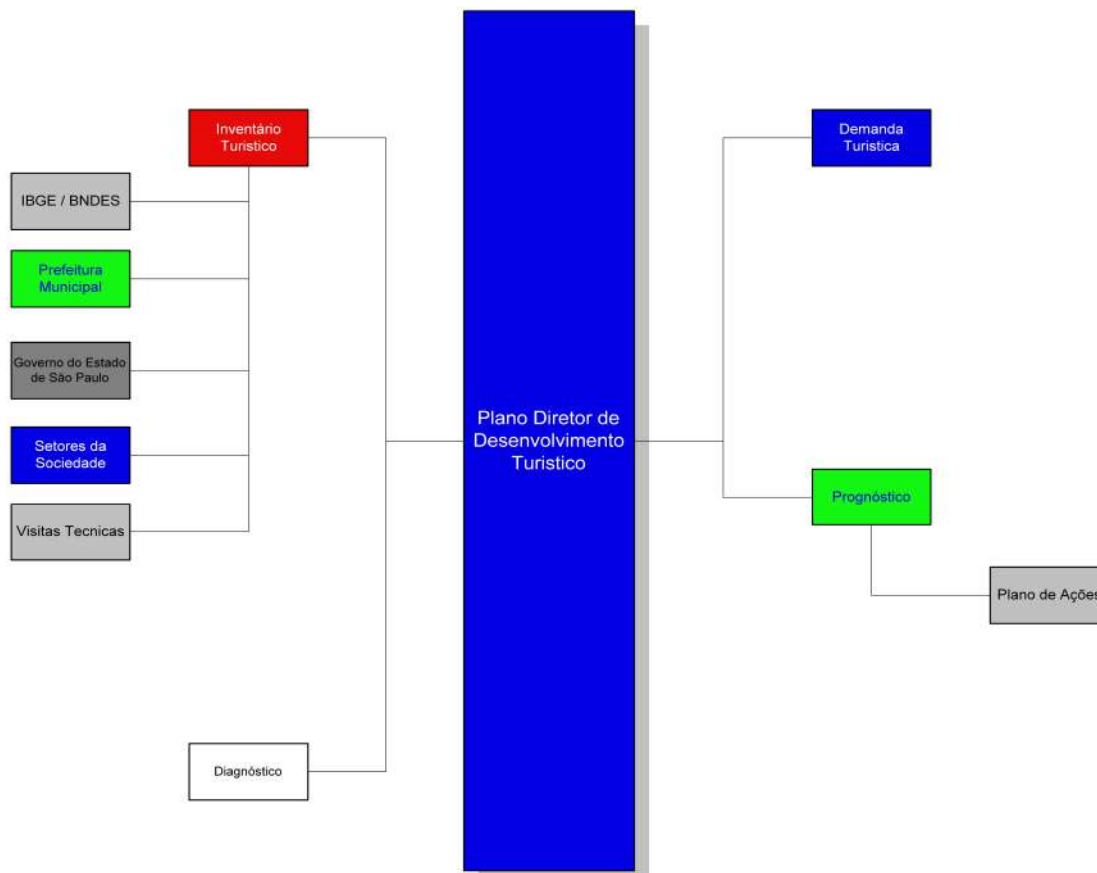 Inventário
Turistico
IBGE / BNDES
Prefeitura
Municipal
Governo do Estado
de São Paulo
Setores da
Sociedade
Visitas Tecnicas
Diagnóstico
Plano Diretor de
Desenvolvimento
Turistico
Demanda
Turistica
Prognóstico
Plano de Ações